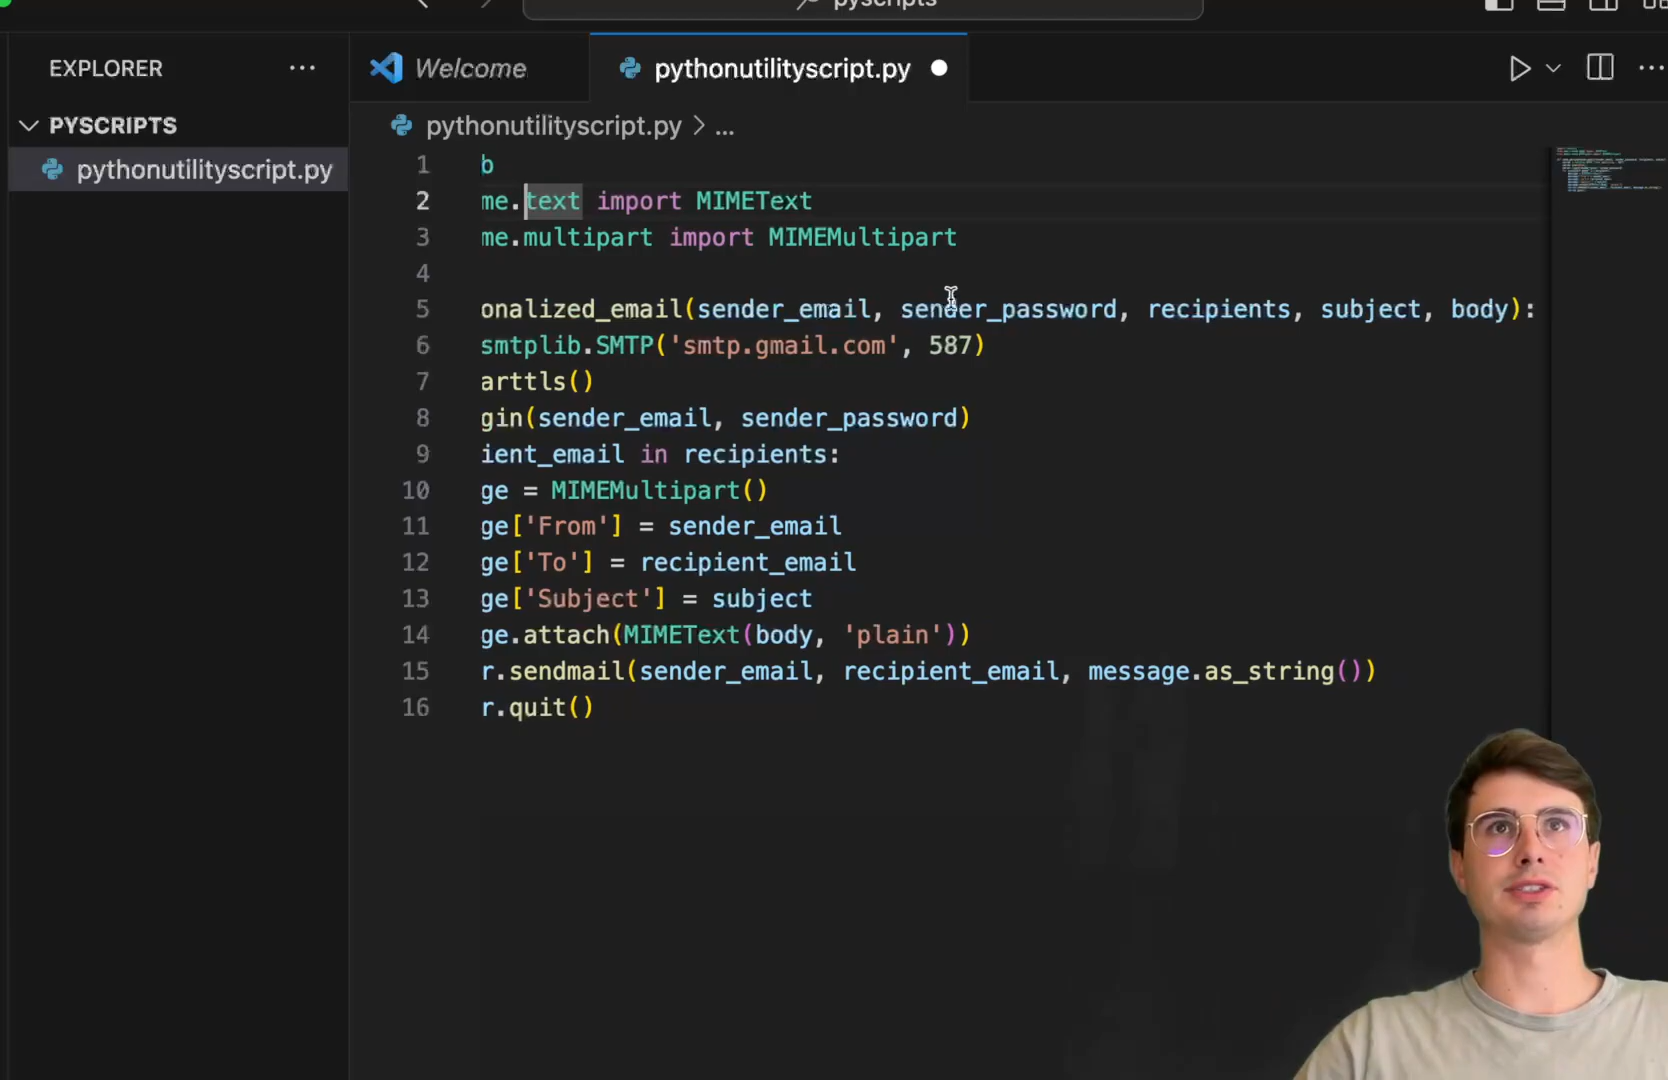 pyscripts
EXPLORER
PYSCRIPTS
pythonutilityscript.py
Welcome
pythonutilityscript.py
pythonutilityscript.py > ...
1 b
2 me.text import MIMEText
3 me.multipart import MIMEMultipart
4
5 onalized_email(sender_email, sender_password, recipients, subject, body):
6 smtplib.SMTP('smtp.gmail.com', 587)
7 arttls()
8 gin(sender_email, sender_password)
9 ient_email in recipients:
10 ge = MIMEMultipart()
11 ge['From'] = sender_email
12 ge['To'] = recipient_email
13 ge['Subject'] = subject
14 ge.attach(MIMEText(body, 'plain'))
15 r.sendmail(sender_email, recipient_email, message.as_string())
16 r.quit()